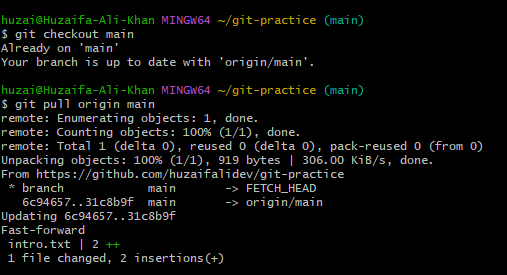 huzai@Huzaifa-Ali-Khan MINGW64 ~/git-practice (main)
$ git checkout main
Already on 'main'
Your branch is up to date with 'origin/main'.
huzai@Huzaifa-Ali-Khan MINGW64 ~/git-practice (main)
$ git pull origin main
remote: Enumerating objects: 1, done.
remote: Counting objects: 100% (1/1), done.
remote: Total 1 (delta 0), reused 0 (delta 0), pack-reused 0 (from 0)
Unpacking objects: 100% (1/1), 919 bytes | 306.00 KiB/s, done.
From https://github.com/huzaifalidev/git-practice
 * branch            main       -> FETCH_HEAD
   6c94657..31c8b9f  main       -> origin/main
Updating 6c94657..31c8b9f
Fast-forward
 intro.txt | 2 ++
 1 file changed, 2 insertions(+)